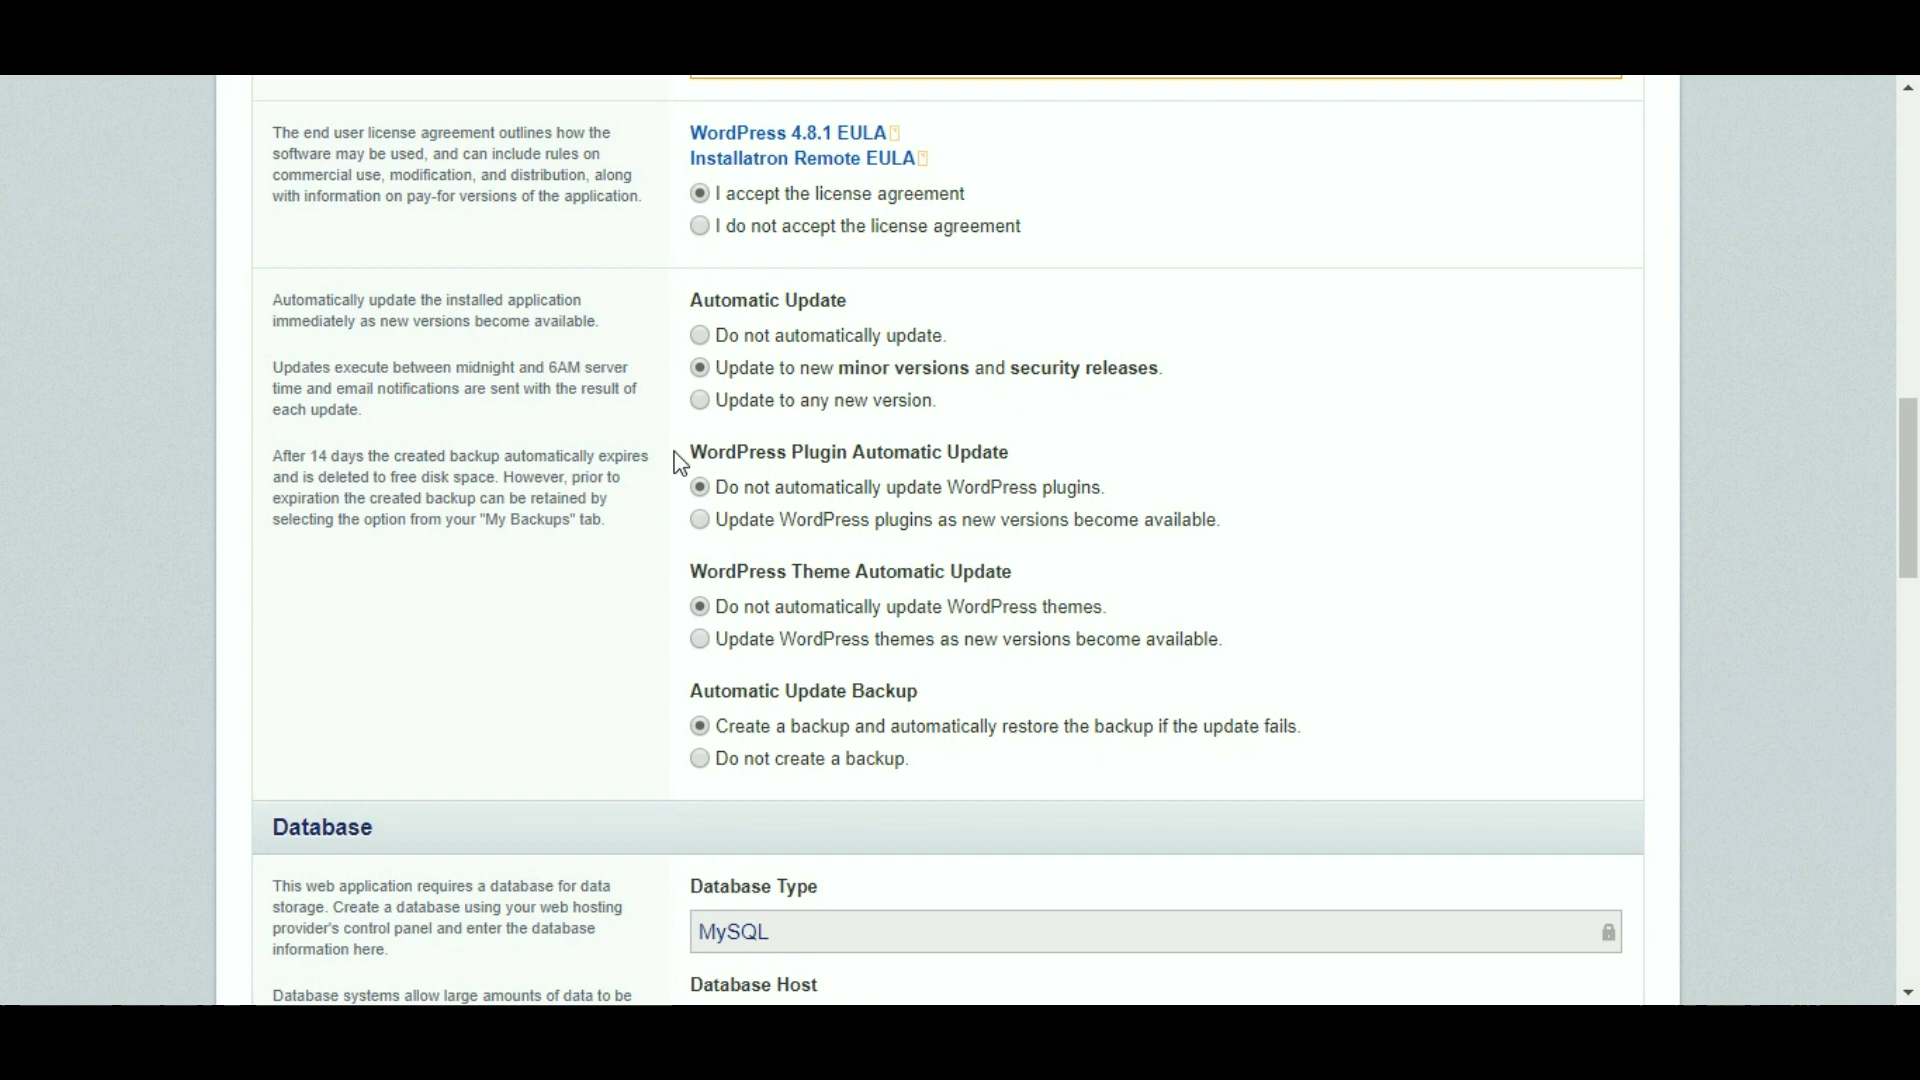 The end user license agreement outlines how the
software may be used, and can include rules on
commercial use, modification, and distribution, along
with information on pay-for versions of the application.
WordPress 4.8.1 EULA
Installatron Remote EULA
I accept the license agreement
I do not accept the license agreement
Automatically update the installed application
immediately as new versions become available.
Updates execute between midnight and 6AM server
time and email notifications are sent with the result of
each update.
After 14 days the created backup automatically expires
and is deleted to free disk space. However, prior to
expiration the created backup can be retained by
selecting the option from your "My Backups" tab.
Automatic Update
Do not automatically update.
Update to new minor versions and security releases.
Update to any new version.
WordPress Plugin Automatic Update
Do not automatically update WordPress plugins.
Update WordPress plugins as new versions become available.
WordPress Theme Automatic Update
Do not automatically update WordPress themes.
Update WordPress themes as new versions become available.
Automatic Update Backup
Create a backup and automatically restore the backup if the update fails.
Do not create a backup.
Database
This web application requires a database for data
storage. Create a database using your web hosting
provider's control panel and enter the database
information here.
Database systems allow large amounts of data to be
Database Type
MySQL
Database Host